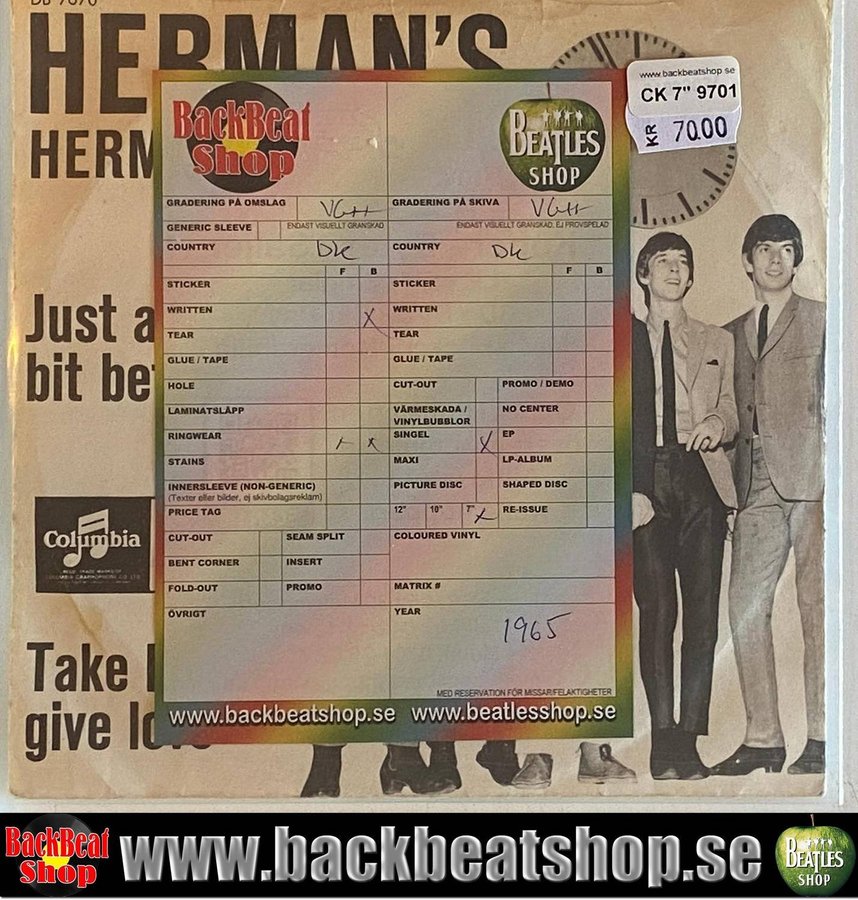 HERMAN'S
HERM
www.backbeatshop.se
CK 7" 9701
KR 70.00
BackBeat
Shop
BEATLES
SHOP
GRADERING PÅ OMSLAG VG++ GRADERING PÅ SKIVA VG++
GENERIC SLEEVE ENDAST VISUELLT GRANSKAD ENDAST VISUELLT GRANSKAD, EJ PROVSPELAD
COUNTRY DK COUNTRY DK
F B F B
STICKER STICKER
WRITTEN X WRITTEN
TEAR TEAR
GLUE / TAPE GLUE / TAPE
HOLE CUT-OUT PROMO / DEMO
LAMINATSLÄPP VÄRMESKADA / VINYLBUBBLOR NO CENTER
RINGWEAR x x SINGEL X EP
STAINS MAXI LP-ALBUM
INNERSLEEVE (NON-GENERIC) PICTURE DISC SHAPED DISC
(Texter eller bilder, ej skivbolagsreklam)
PRICE TAG 12" 10" 7" X RE-ISSUE
CUT-OUT SEAM SPLIT COLOURED VINYL
BENT CORNER INSERT
FOLD-OUT PROMO MATRIX #
ÖVRIGT YEAR
1965
MED RESERVATION FÖR MISSAR/FELAKTIGHETER
www.backbeatshop.se www.beatlesshop.se
Just a
bit be
Columbia
Take
give lo
BackBeat
Shop
www.backbeatshop.se
BEATLES
SHOP